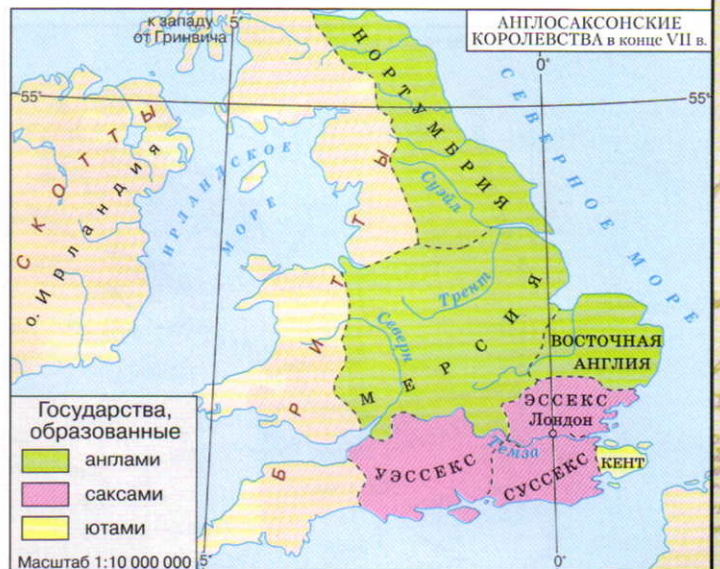 к западу
от Гринвича
5°
АНГЛОСАКСОНСКИЕ
КОРОЛЕВСТВА в конце VII в.
0°
55°
55°
НОРТУМБРИЯ
СЕВЕРНОЕ МОРЕ
СКОТТЫ
о. Ирландия
ИРЛАНДСКОЕ
МОРЕ
БРИТТЫ
Суэйл
Трент
Северн
МЕРСИЯ
ВОСТОЧНАЯ
АНГЛИЯ
ЭССЕКС
Лондон
Темза
УЭССЕКС
СУССЕКС
КЕНТ
Государства,
образованные
англами
саксами
ютами
Масштаб 1:10 000 000
5°
0°